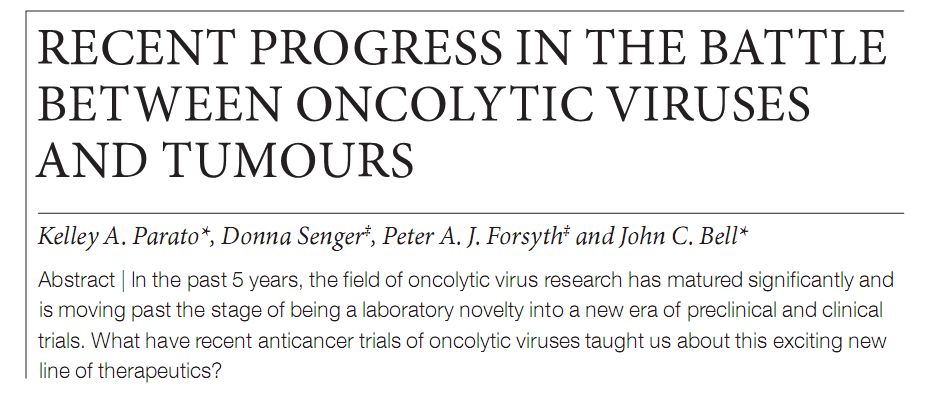 RECENT PROGRESS IN THE BATTLE
BETWEEN ONCOLYTIC VIRUSES
AND TUMOURS
Kelley A. Parato*, Donna Senger‡, Peter A. J. Forsyth‡ and John C. Bell*
Abstract | In the past 5 years, the field of oncolytic virus research has matured significantly and
is moving past the stage of being a laboratory novelty into a new era of preclinical and clinical
trials. What have recent anticancer trials of oncolytic viruses taught us about this exciting new
line of therapeutics?